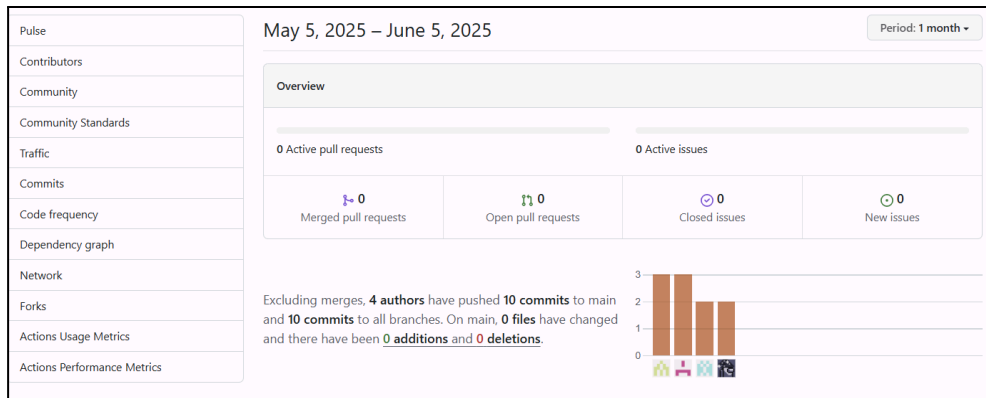 Pulse
Contributors
Community
Community Standards
Traffic
Commits
Code frequency
Dependency graph
Network
Forks
Actions Usage Metrics
Actions Performance Metrics
May 5, 2025 – June 5, 2025
Period: 1 month
Overview
0 Active pull requests
0 Active issues
0
Merged pull requests
0
Open pull requests
0
Closed issues
0
New issues
Excluding merges, 4 authors have pushed 10 commits to main
and 10 commits to all branches. On main, 0 files have changed
and there have been 0 additions and 0 deletions.
3
2
1
0